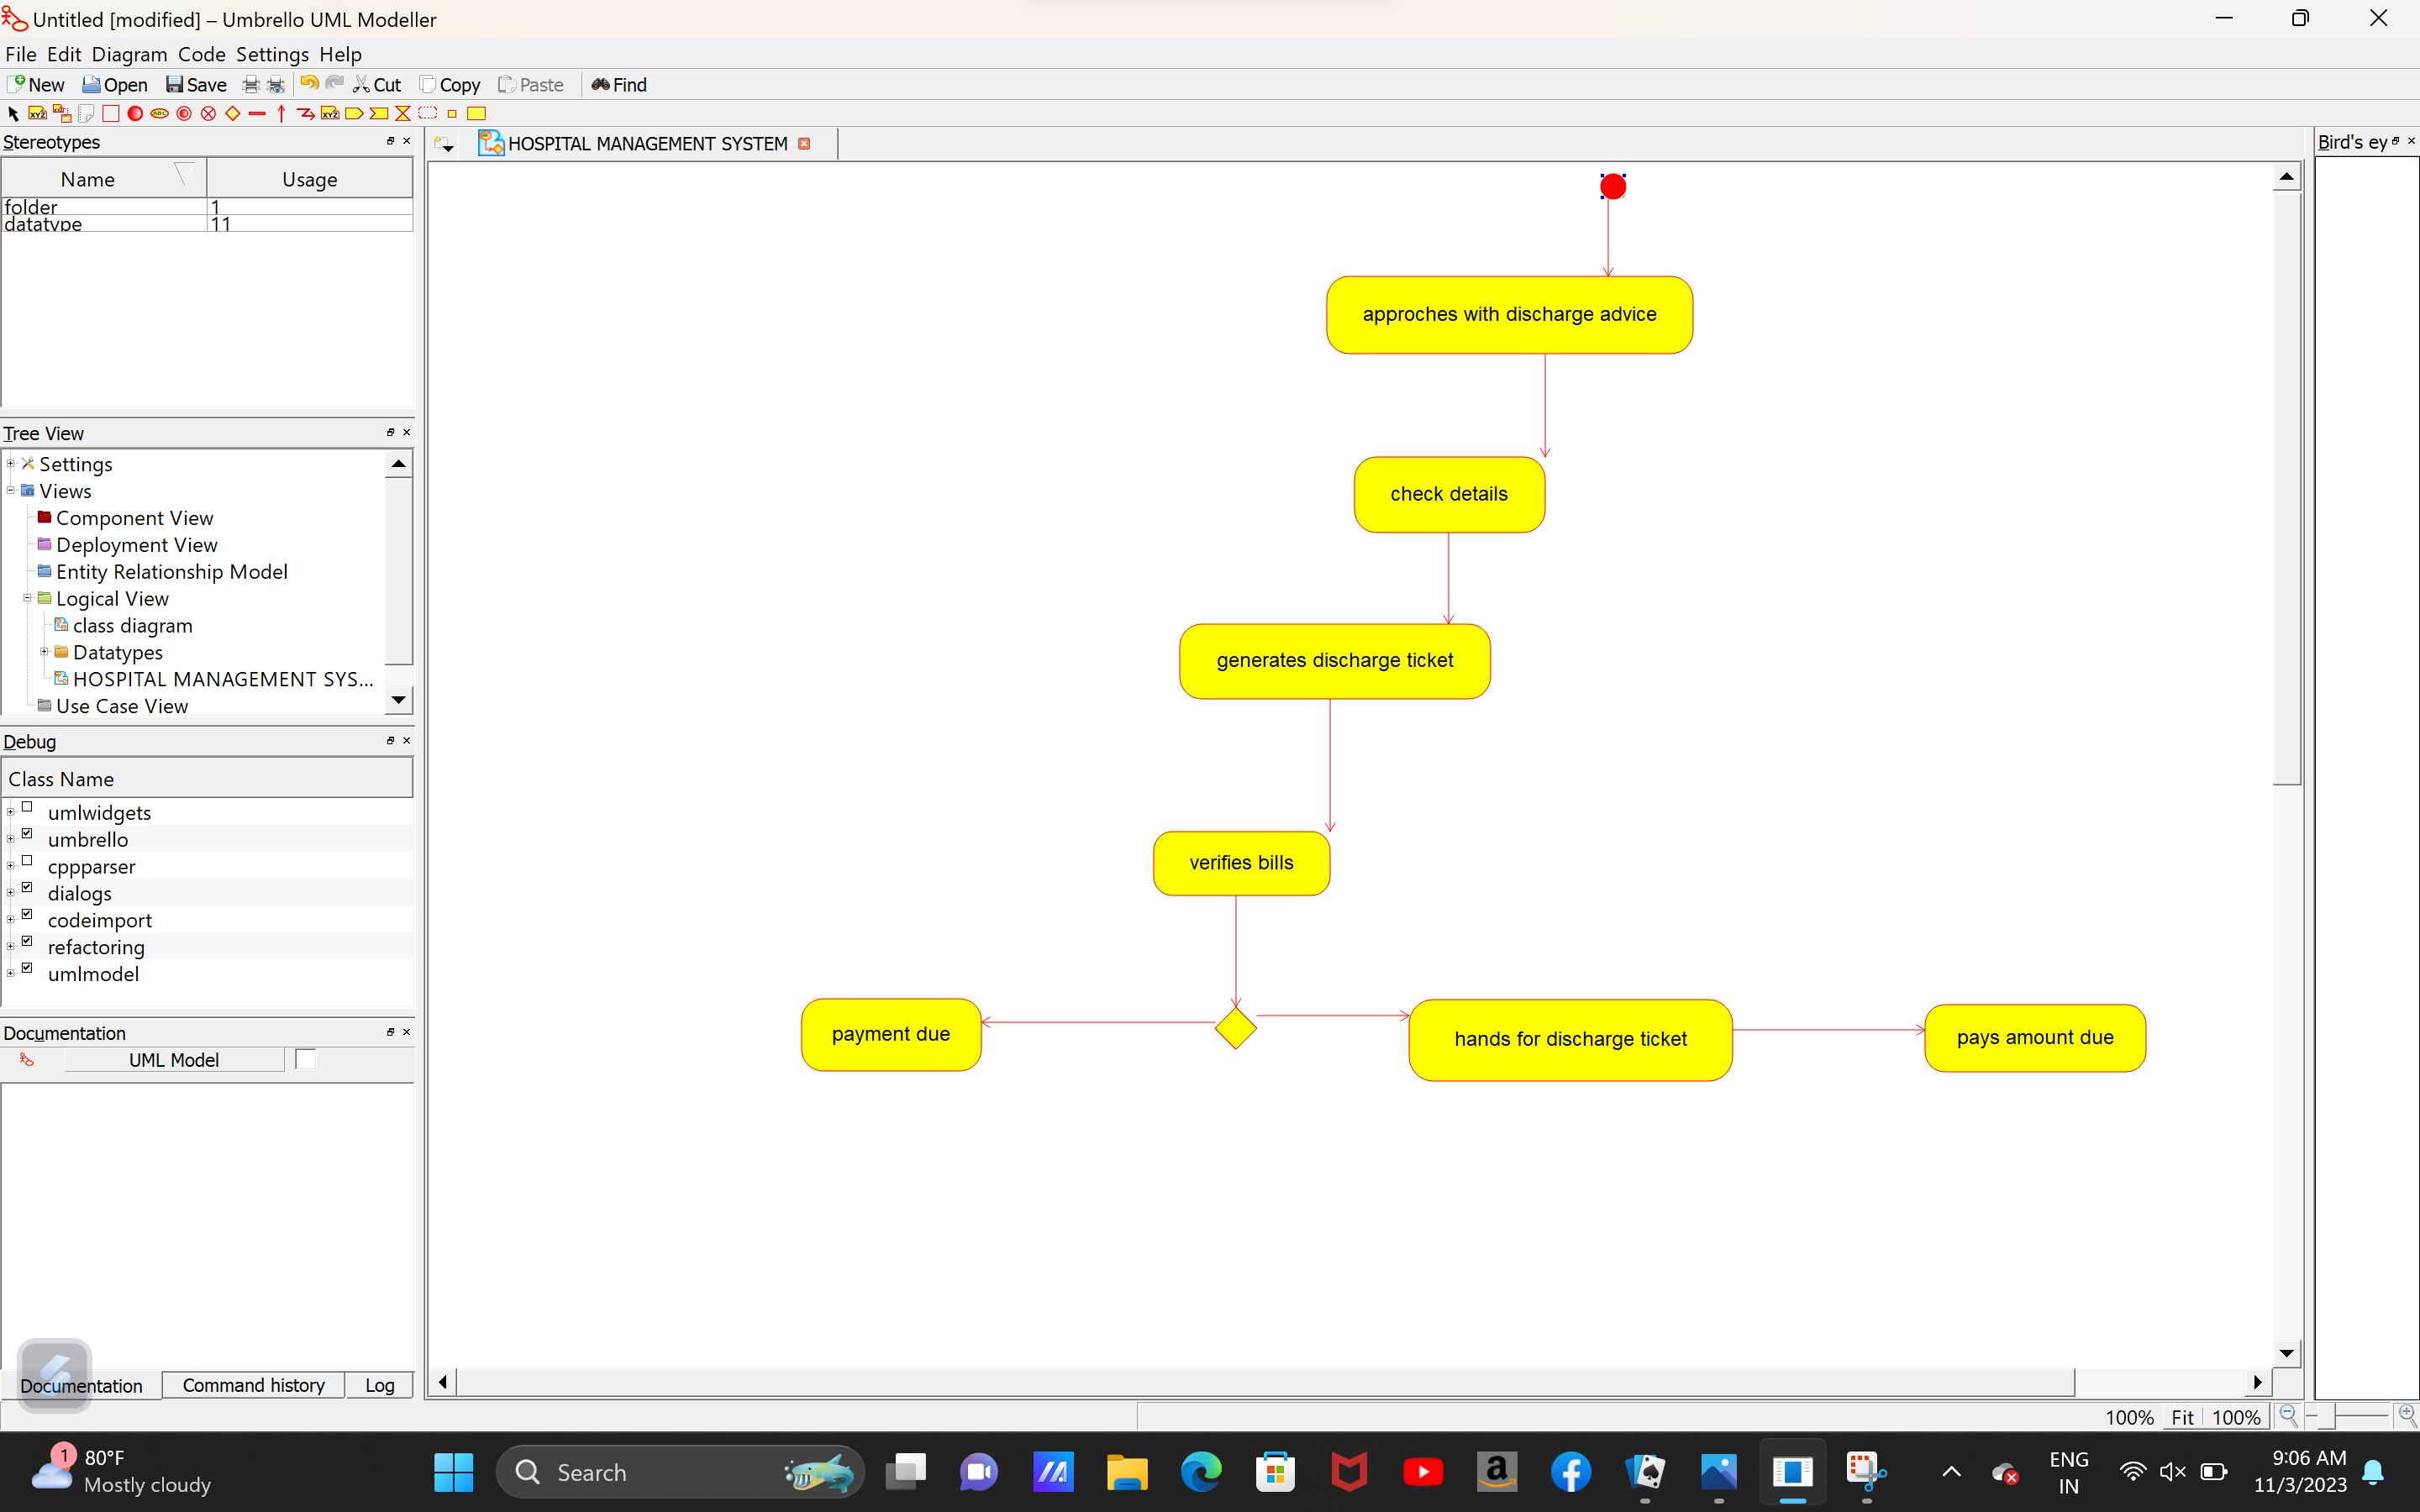 Untitled [modified] – Umbrello UML Modeller
File Edit Diagram Code Settings Help
New Open Save Cut Copy Paste Find
Stereotypes
HOSPITAL MANAGEMENT SYSTEM
Bird's ey
Name Usage
folder 1
datatype 11
approches with discharge advice
Tree View
Settings
Views
Component View
Deployment View
Entity Relationship Model
Logical View
class diagram
Datatypes
HOSPITAL MANAGEMENT SYS...
Use Case View
check details
generates discharge ticket
Debug
Class Name
umlwidgets
umbrello
cppparser
dialogs
codeimport
refactoring
umlmodel
verifies bills
payment due
hands for discharge ticket
pays amount due
Documentation
UML Model
Documentation Command history Log
100% Fit 100%
1
80°F
Mostly cloudy
Search
ENG
IN
9:06 AM
11/3/2023